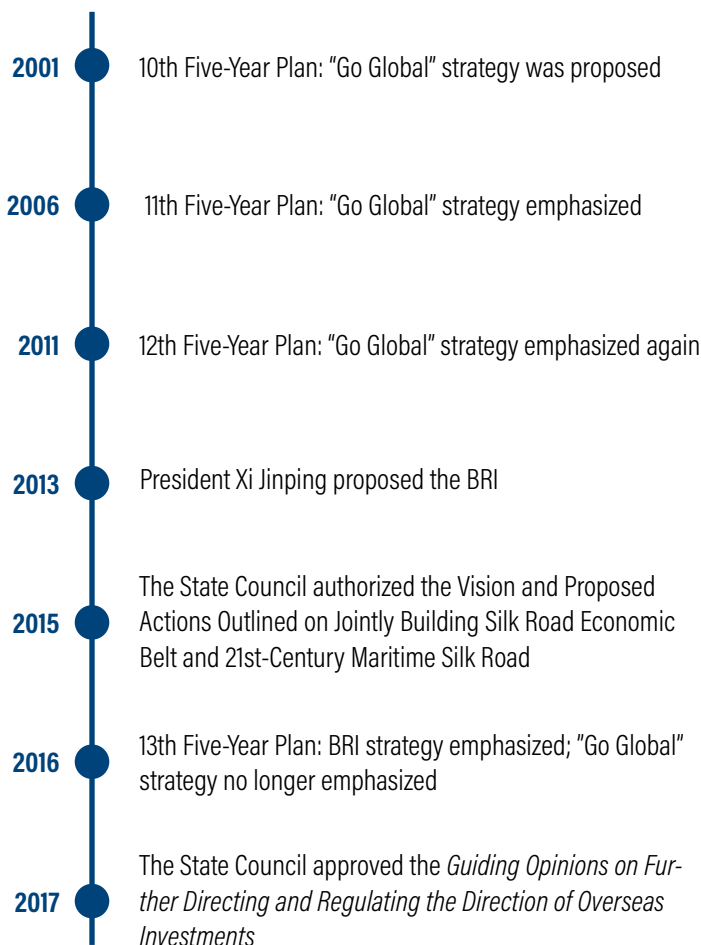 2001
10th Five-Year Plan: “Go Global” strategy was proposed
2006
11th Five-Year Plan: “Go Global” strategy emphasized
2011
12th Five-Year Plan: “Go Global” strategy emphasized again
2013
President Xi Jinping proposed the BRI
2015
The State Council authorized the Vision and Proposed
Actions Outlined on Jointly Building Silk Road Economic
Belt and 21st-Century Maritime Silk Road
2016
13th Five-Year Plan: BRI strategy emphasized; “Go Global”
strategy no longer emphasized
2017
The State Council approved the Guiding Opinions on Fur-
ther Directing and Regulating the Direction of Overseas
Investments